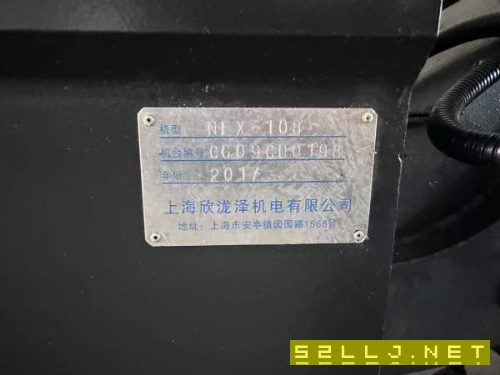 机型 NLX-108
机台编号 CG09CD0198
年份 2017
上海欣泷泽机电有限公司
地址：上海市安亭镇园国路1568号
52LLJ.NET